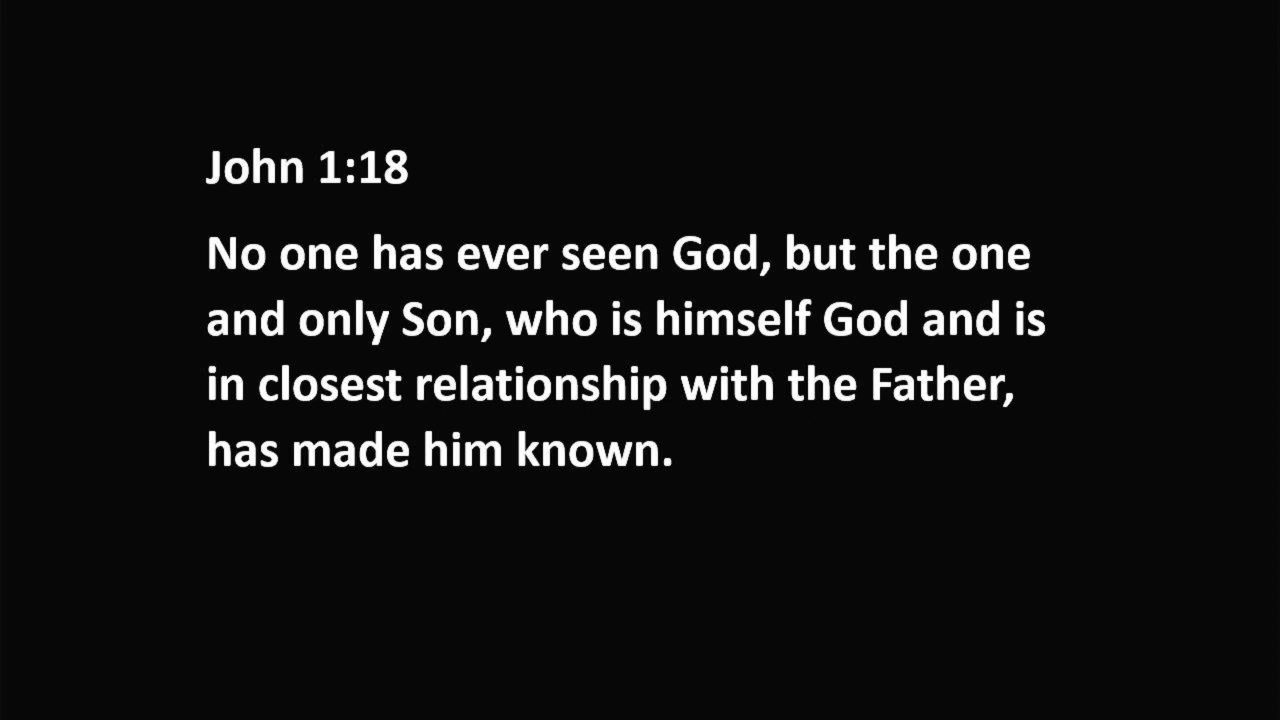 John 1:18
No one has ever seen God, but the one
and only Son, who is himself God and is
in closest relationship with the Father,
has made him known.